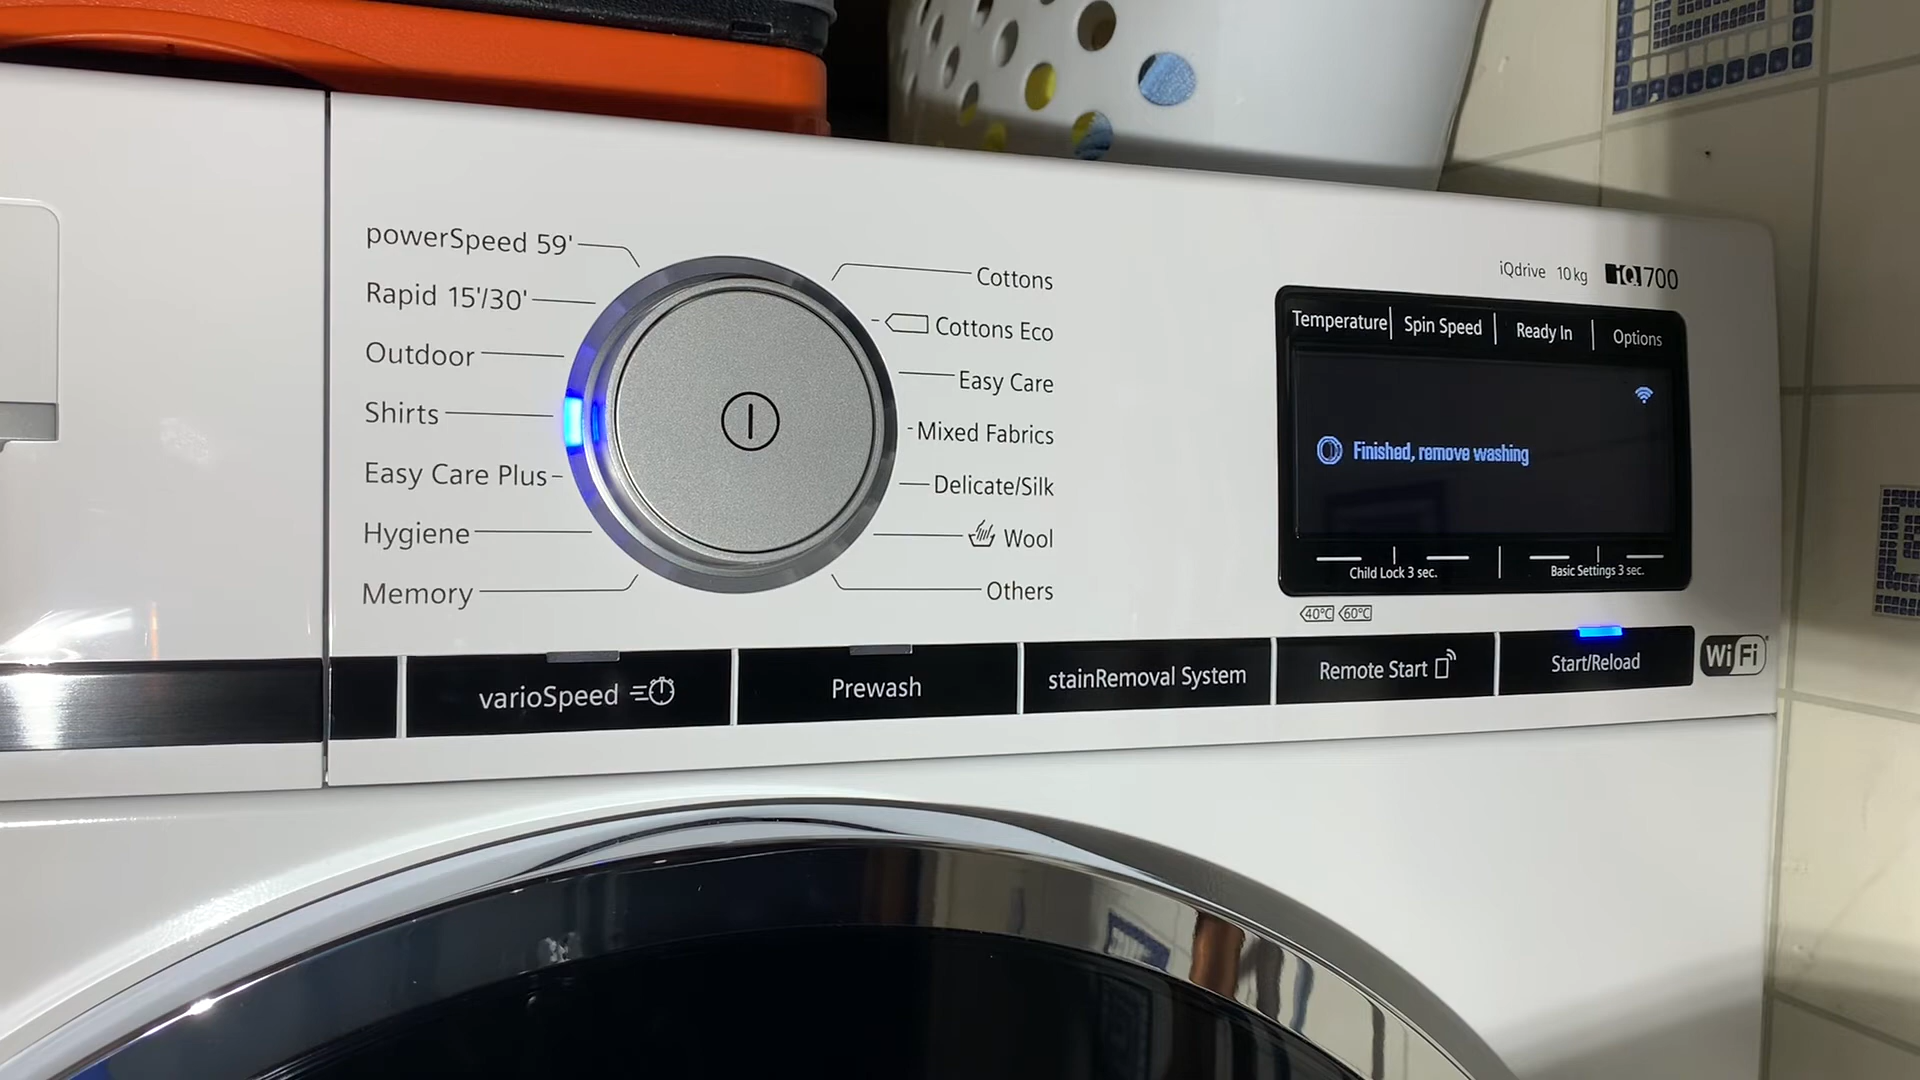 powerSpeed 59'
Rapid 15'/30'
Outdoor
Shirts
Easy Care Plus
Hygiene
Memory
Cottons
Cottons Eco
Easy Care
Mixed Fabrics
Delicate/Silk
Wool
Others
iQdrive 10 kg iQ700
Temperature Spin Speed Ready In Options
Finished, remove washing
Child Lock 3 sec. Basic Settings 3 sec.
40°C 60°C
varioSpeed Prewash stainRemoval System Remote Start Start/Reload WiFi